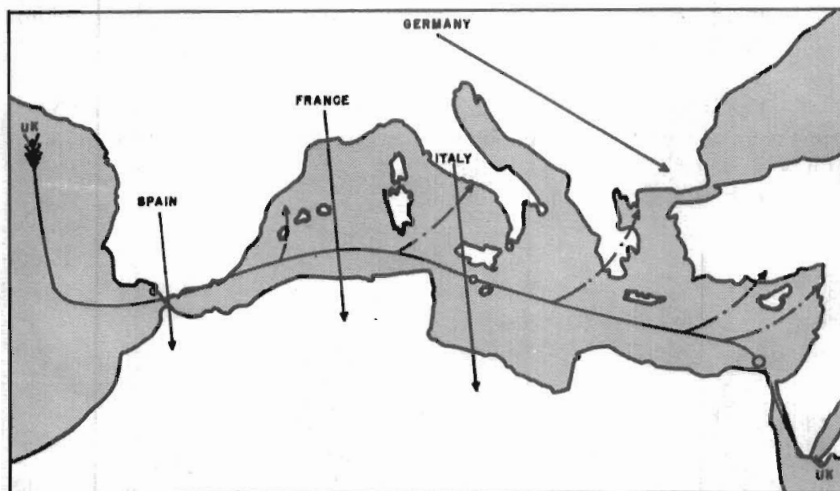 GERMANY
FRANCE
UK
ITALY
SPAIN
UK